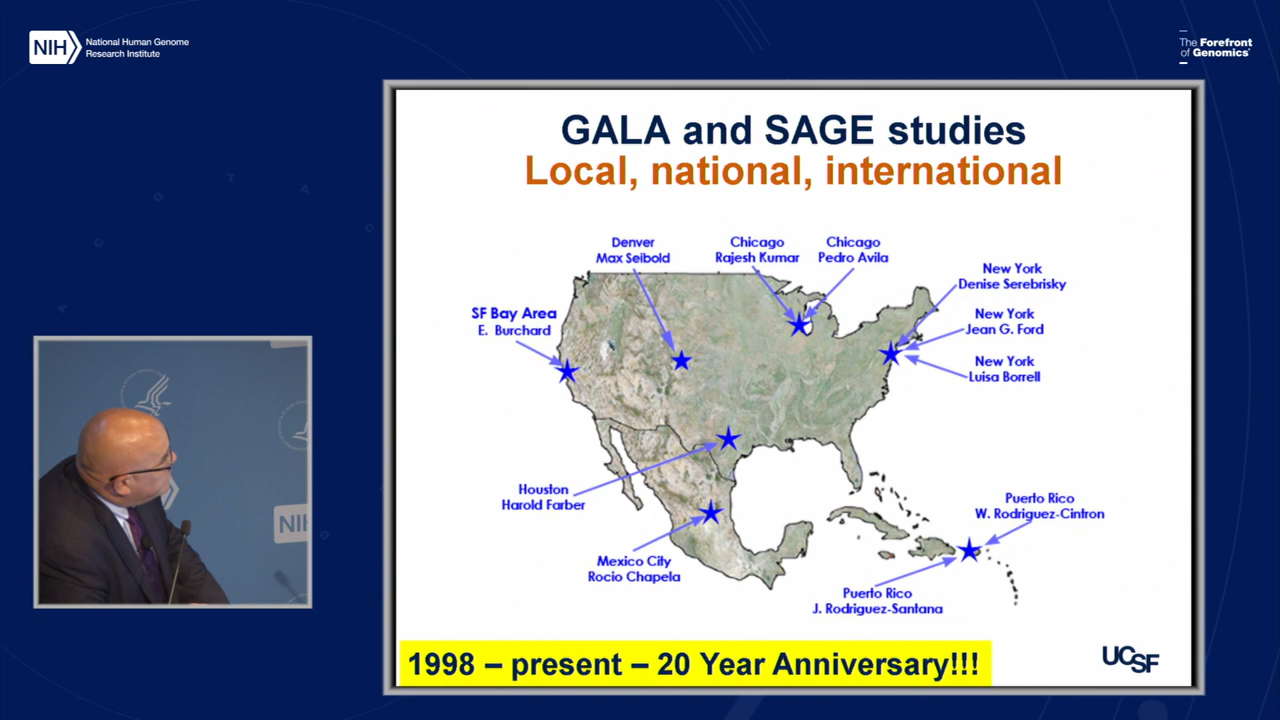 NIH
National Human Genome
Research Institute
The Forefront
of Genomics®
GALA and SAGE studies
Local, national, international
Denver
Max Seibold
Chicago
Rajesh Kumar
Chicago
Pedro Avila
New York
Denise Serebrisky
SF Bay Area
E. Burchard
New York
Jean G. Ford
New York
Luisa Borrell
Houston
Harold Farber
Puerto Rico
W. Rodriguez-Cintron
Mexico City
Rocio Chapela
Puerto Rico
J. Rodriguez-Santana
1998 – present – 20 Year Anniversary!!!
UCSF
NIH